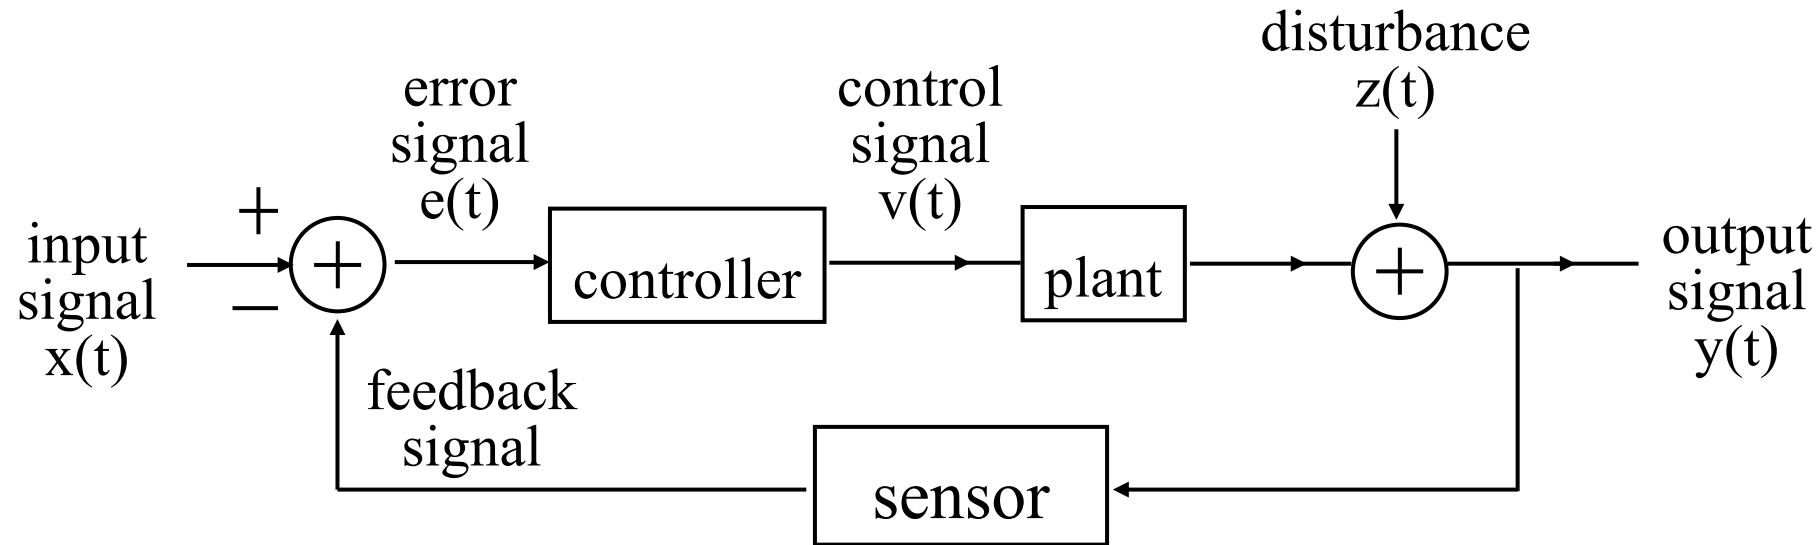 disturbance
z(t)
error
signal
e(t)
control
signal
v(t)
+
input
signal
x(t)
−
+
controller
plant
+
output
signal
y(t)
feedback
signal
sensor